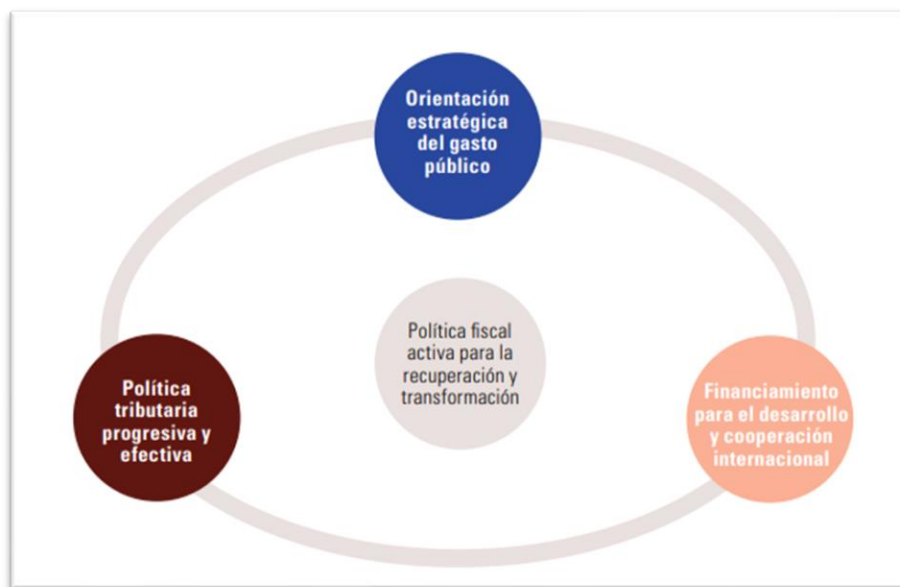 Orientación
estratégica
del gasto
público
Política fiscal
activa para la
recuperación y
transformación
Política
tributaria
progresiva y
efectiva
Financiamiento
para el desarrollo
y cooperación
internacional